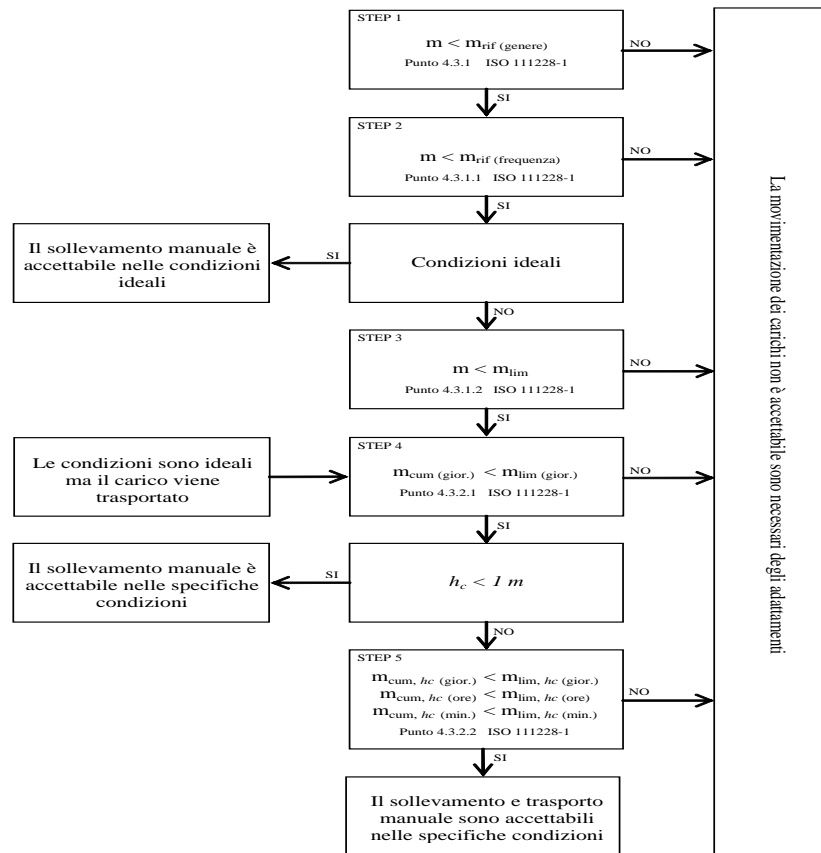 STEP 1
m < mrif (genere)
Punto 4.3.1 ISO 111228-1
NO
SI
STEP 2
m < mrif (frequenza)
Punto 4.3.1.1 ISO 111228-1
NO
SI
Il sollevamento manuale è
accettabile nelle condizioni
ideali
SI
Condizioni ideali
NO
STEP 3
m < mlim
Punto 4.3.1.2 ISO 111228-1
NO
SI
Le condizioni sono ideali
ma il carico viene
trasportato
STEP 4
mcum (gior.) < mlim (gior.)
Punto 4.3.2.1 ISO 111228-1
NO
SI
Il sollevamento manuale è
accettabile nelle specifiche
condizioni
SI
hc < 1 m
NO
STEP 5
mcum, hc (gior.) < mlim, hc (gior.)
mcum, hc (ore) < mlim, hc (ore)
mcum, hc (min.) < mlim, hc (min.)
Punto 4.3.2.2 ISO 111228-1
NO
SI
Il sollevamento e trasporto
manuale sono accettabili
nelle specifiche condizioni
La movimentazione dei carichi non è accettabile sono necessari degli adattamenti